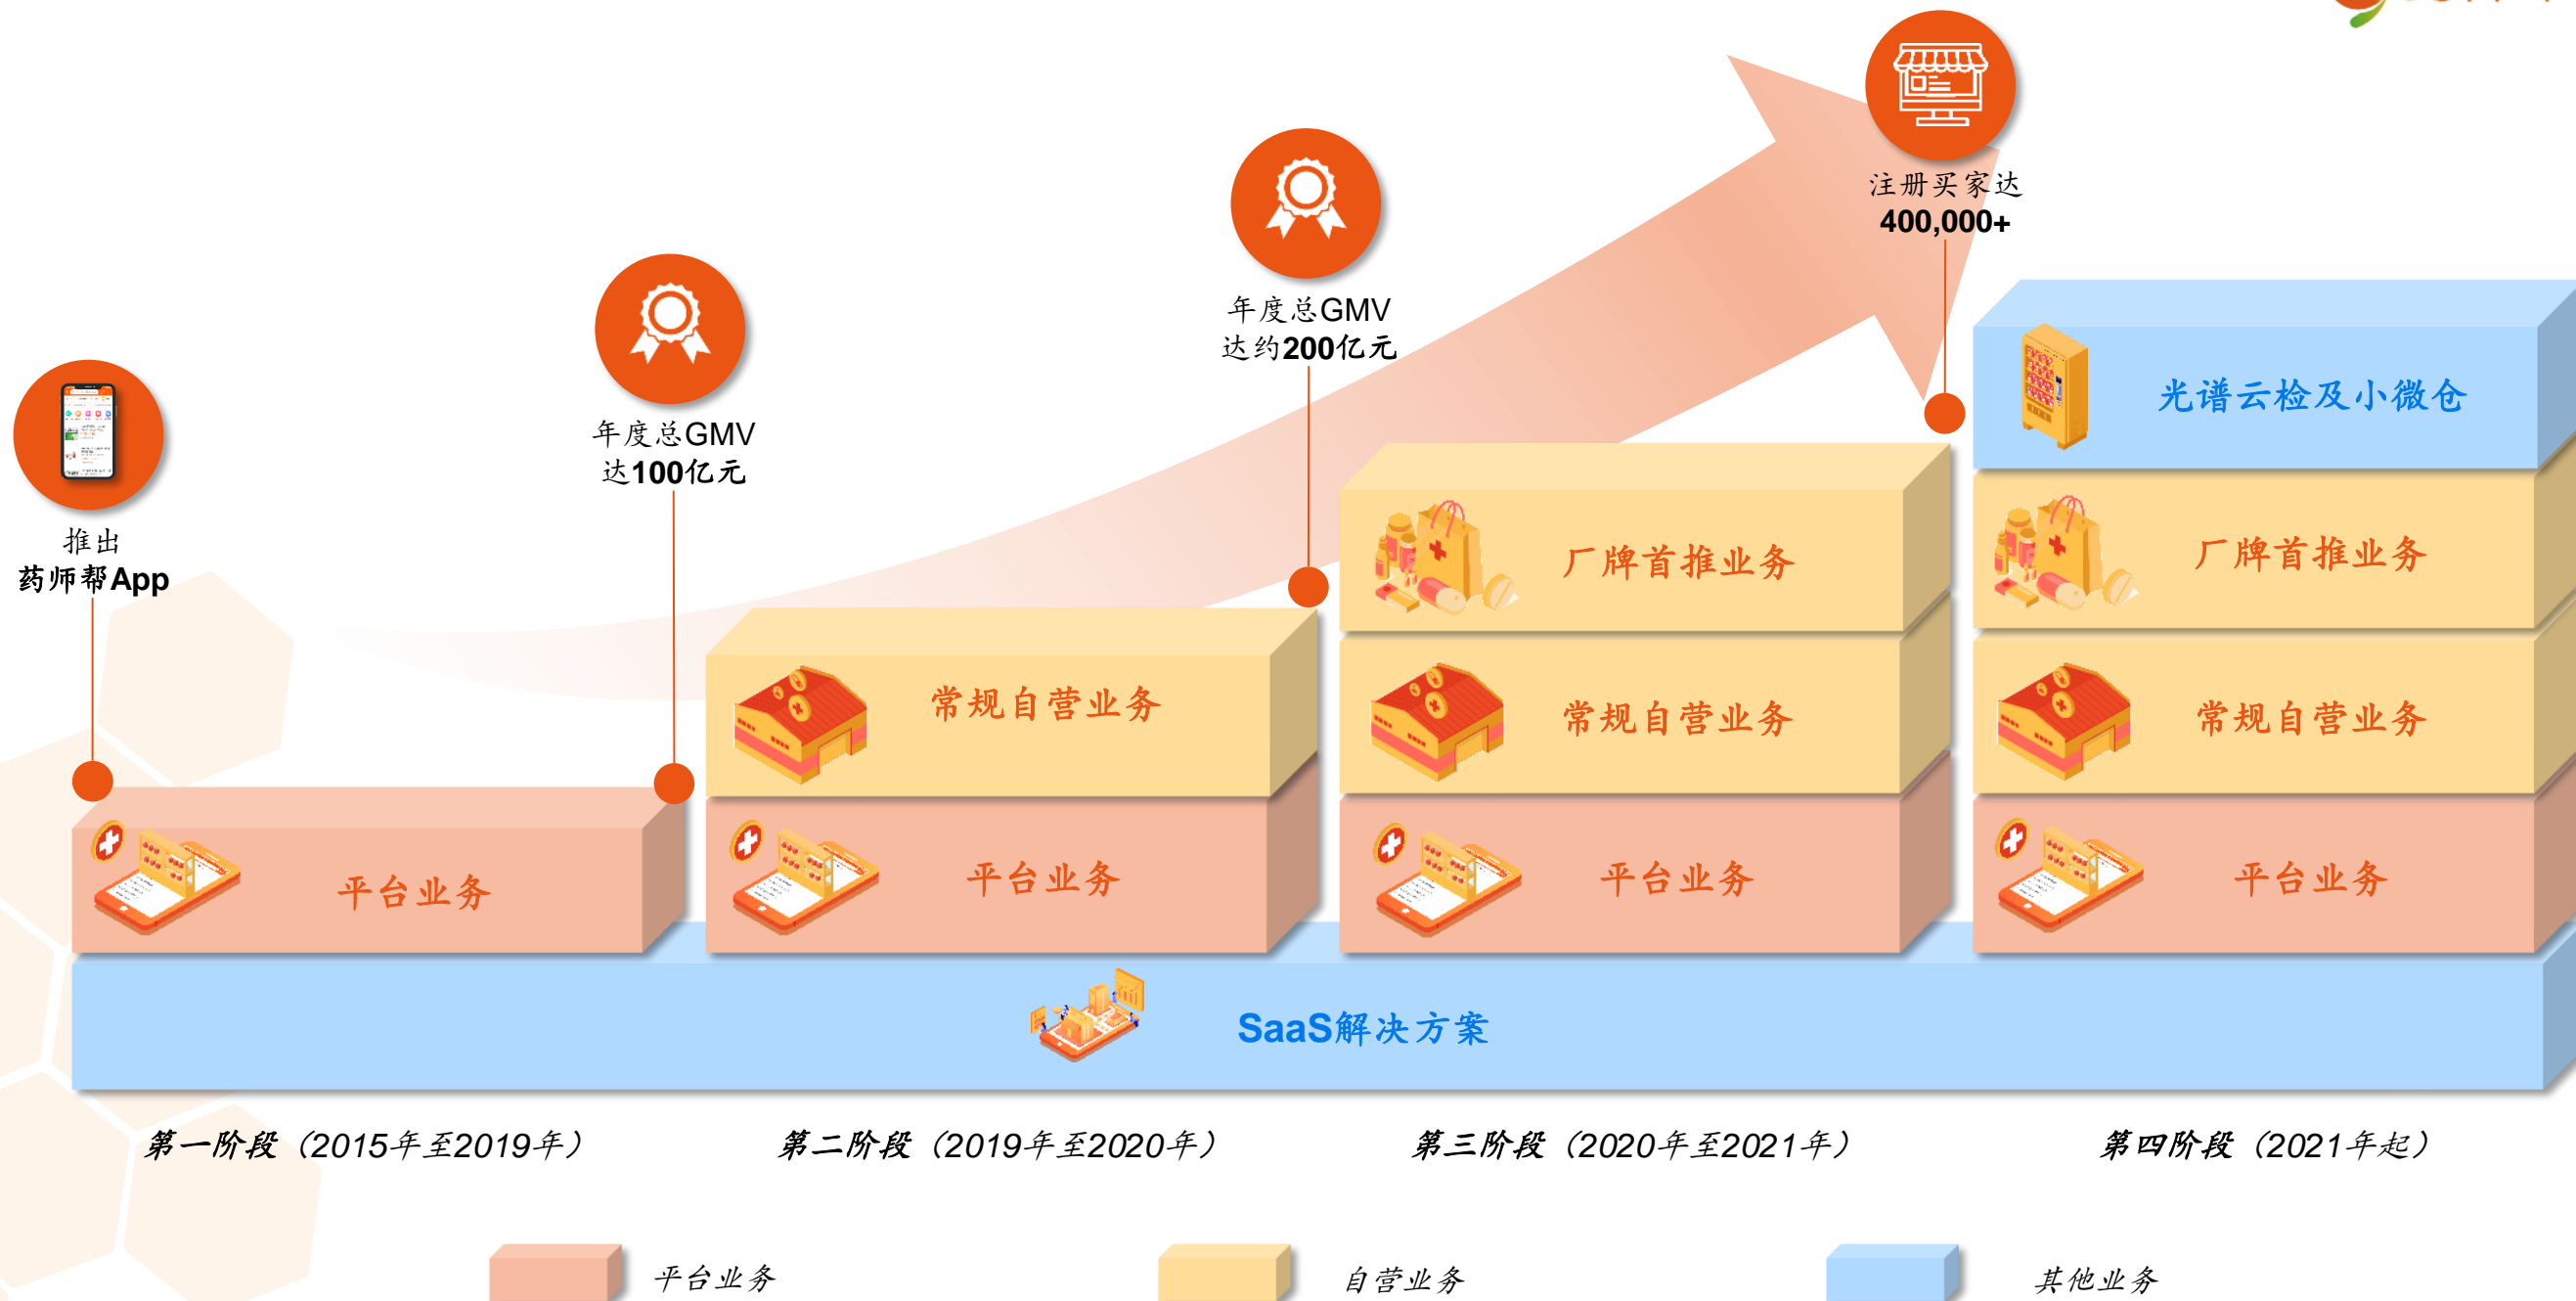 注册买家达
400,000+
年度总GMV
达约200亿元
年度总GMV
达100亿元
推出
药师帮App
光谱云检及小微仓
厂牌首推业务
厂牌首推业务
常规自营业务
常规自营业务
常规自营业务
平台业务
平台业务
平台业务
平台业务
SaaS解决方案
第一阶段（2015年至2019年）
第二阶段（2019年至2020年）
第三阶段（2020年至2021年）
第四阶段（2021年起）
平台业务
自营业务
其他业务